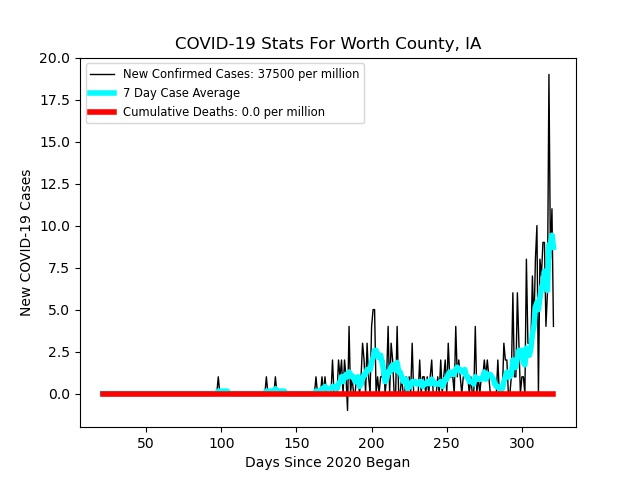 COVID-19 Stats For Worth County, IA
New Confirmed Cases: 37500 per million
7 Day Case Average
Cumulative Deaths: 0.0 per million
New COVID-19 Cases
20.0
17.5
15.0
12.5
10.0
7.5
5.0
2.5
0.0
50 100 150 200 250 300
Days Since 2020 Began